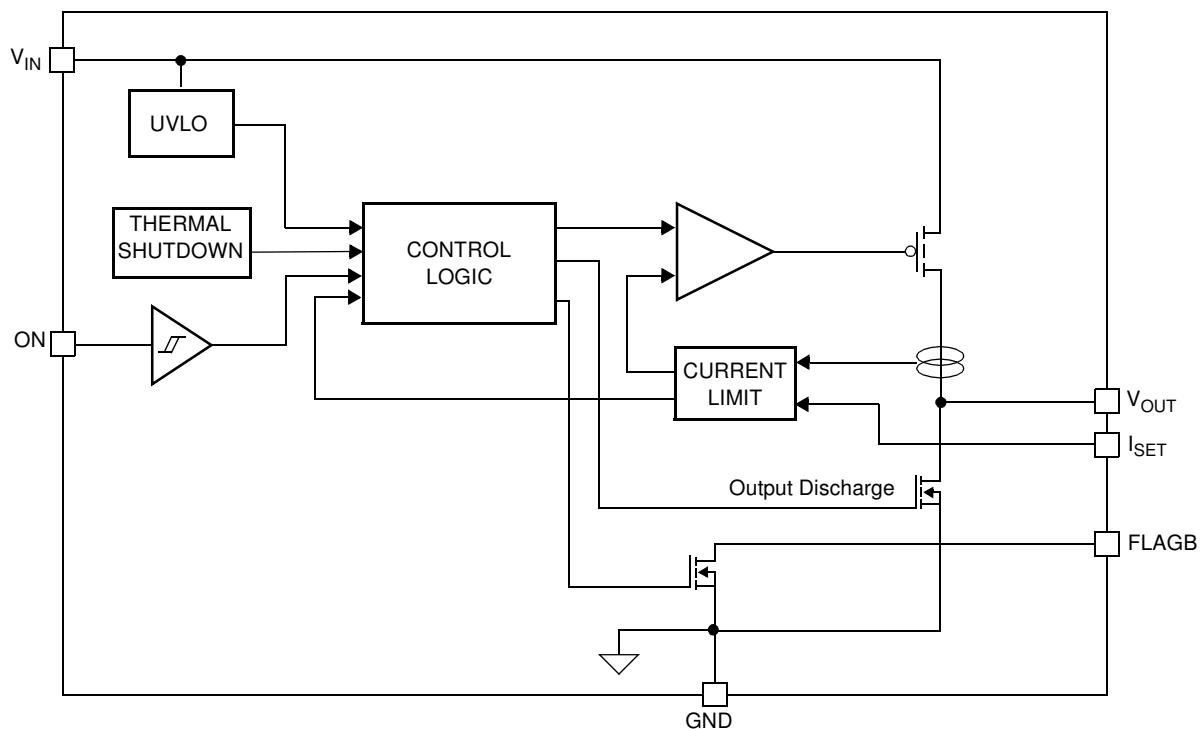 VIN
UVLO
THERMAL
SHUTDOWN
CONTROL
LOGIC
ON
CURRENT
LIMIT
VOUT
ISET
Output Discharge
FLAGB
GND